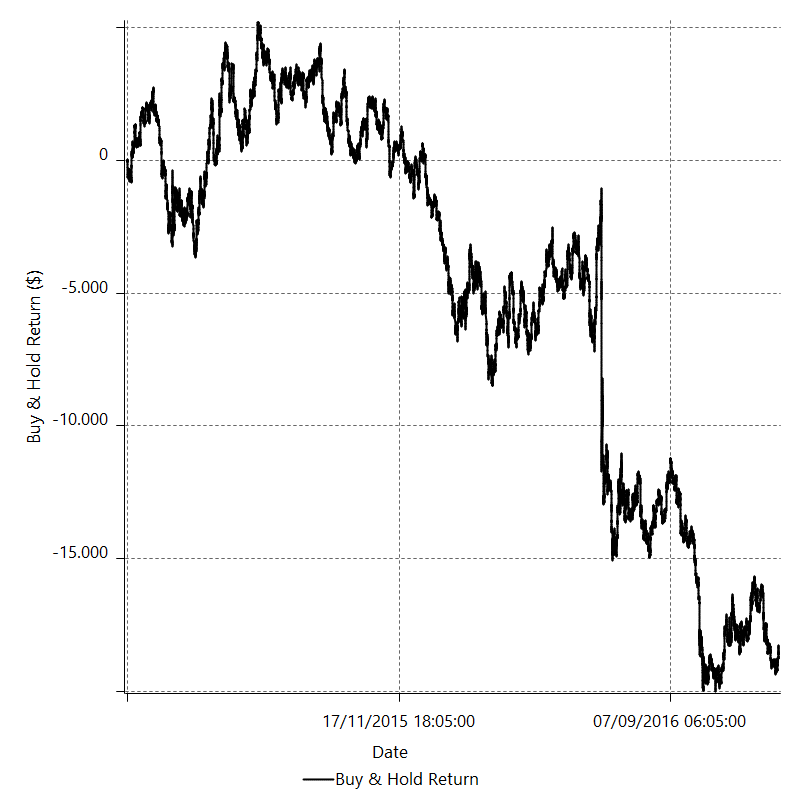 0
-5.000
-10.000
-15.000
Buy & Hold Return ($)
17/11/2015 18:05:00
07/09/2016 06:05:00
Date
Buy & Hold Return